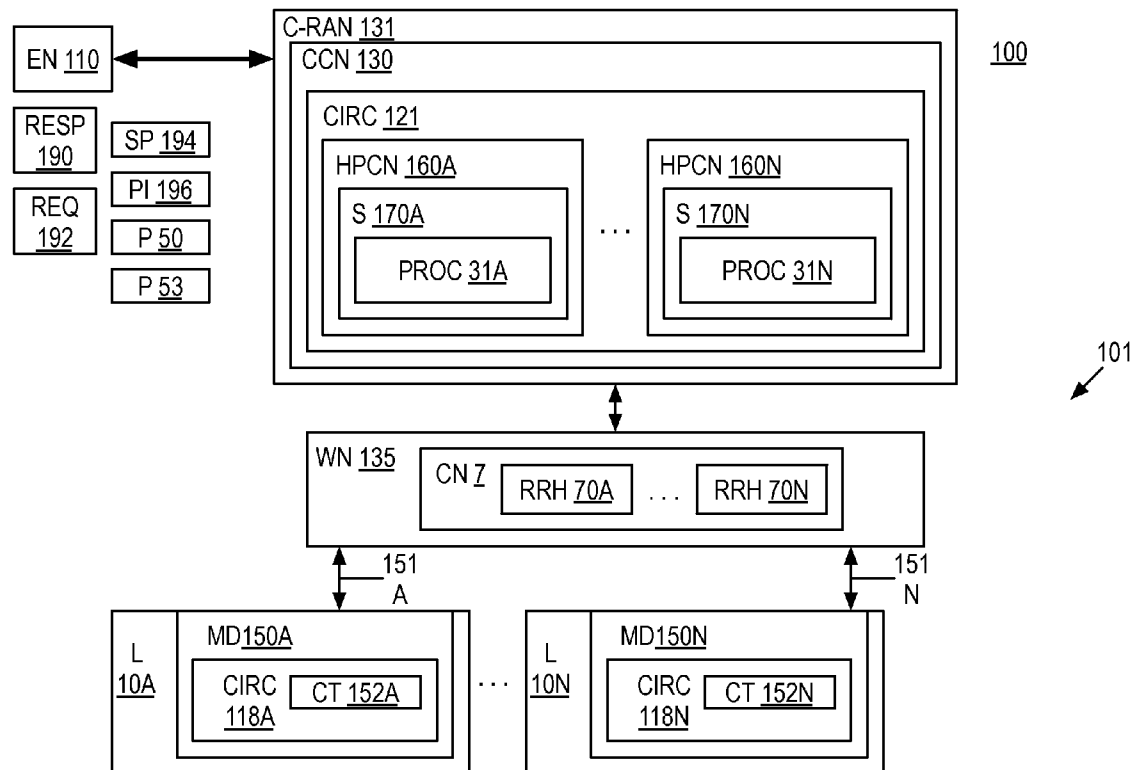 C-RAN 131
CCN 130
100
EN 110
CIRC 121
RESP 190
SP 194
HPCN 160A
HPCN 160N
PI 196
S 170A
S 170N
REQ 192
. . .
P 50
PROC 31A
PROC 31N
P 53
101
WN 135
CN 7
RRH 70A
. . .
RRH 70N
151 A
151 N
MD150A
MD150N
L 10A
CIRC 118A
CT 152A
. . .
L 10N
CIRC 118N
CT 152N